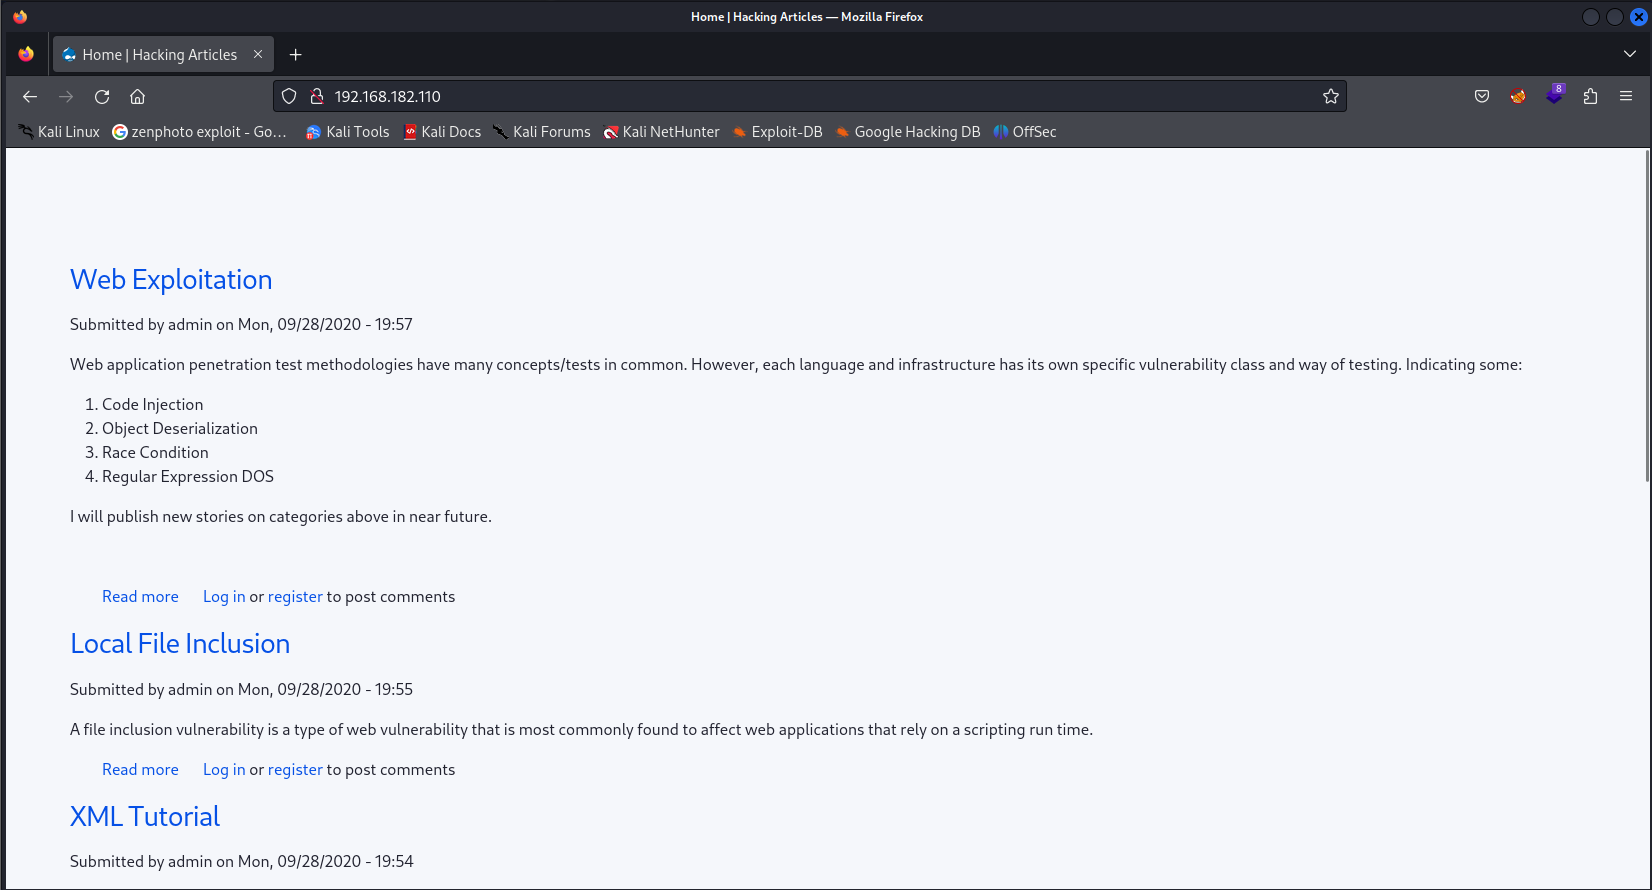 Home | Hacking Articles — Mozilla Firefox
Home | Hacking Articles
192.168.182.110
8
Kali Linux zenphoto exploit - Go… Kali Tools Kali Docs Kali Forums Kali NetHunter Exploit-DB Google Hacking DB OffSec
Web Exploitation
Submitted by admin on Mon, 09/28/2020 - 19:57
Web application penetration test methodologies have many concepts/tests in common. However, each language and infrastructure has its own specific vulnerability class and way of testing. Indicating some:
1. Code Injection
2. Object Deserialization
3. Race Condition
4. Regular Expression DOS
I will publish new stories on categories above in near future.
Read more Log in or register to post comments
Local File Inclusion
Submitted by admin on Mon, 09/28/2020 - 19:55
A file inclusion vulnerability is a type of web vulnerability that is most commonly found to affect web applications that rely on a scripting run time.
Read more Log in or register to post comments
XML Tutorial
Submitted by admin on Mon, 09/28/2020 - 19:54